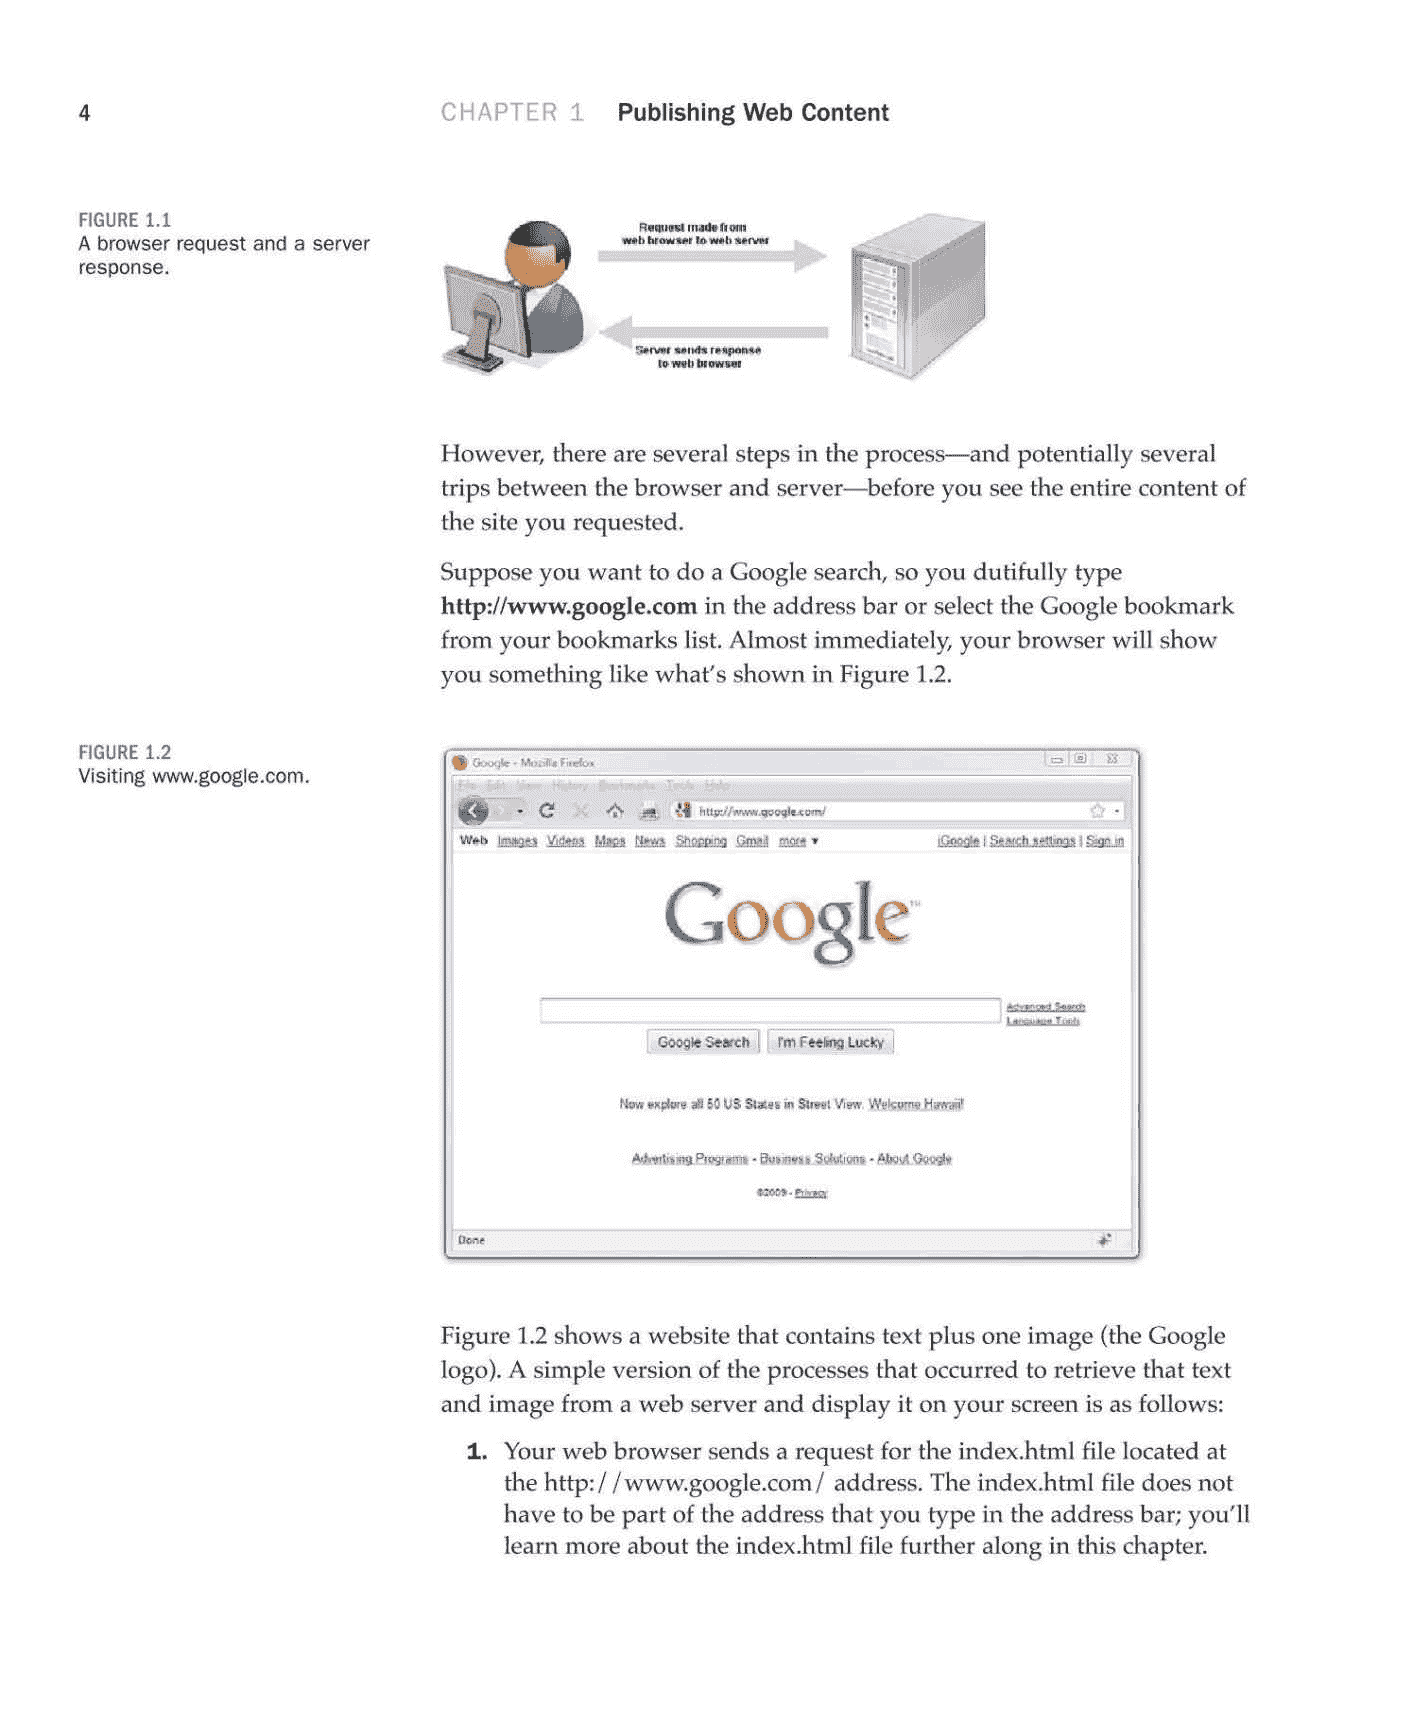 4
CHAPTER 1 Publishing Web Content
FIGURE 1.1
A browser request and a server
response.
Request made from
web browser to web server
Server sends response
to web browser
However, there are several steps in the process—and potentially several
trips between the browser and server—before you see the entire content of
the site you requested.
Suppose you want to do a Google search, so you dutifully type
http://www.google.com in the address bar or select the Google bookmark
from your bookmarks list. Almost immediately, your browser will show
you something like what's shown in Figure 1.2.
FIGURE 1.2
Visiting www.google.com.
Google - Mozilla Firefox
File Edit View History Bookmarks Tools Help
http://www.google.com/
Web Images Videos Maps News Shopping Gmail more ▼ iGoogle | Search settings | Sign in
Google™
Advanced Search
Language Tools
Google Search I'm Feeling Lucky
Now explore all 50 US States in Street View. Welcome Hawaii!
Advertising Programs - Business Solutions - About Google
©2009 - Privacy
Done
Figure 1.2 shows a website that contains text plus one image (the Google
logo). A simple version of the processes that occurred to retrieve that text
and image from a web server and display it on your screen is as follows:
1. Your web browser sends a request for the index.html file located at
the http://www.google.com/ address. The index.html file does not
have to be part of the address that you type in the address bar; you'll
learn more about the index.html file further along in this chapter.